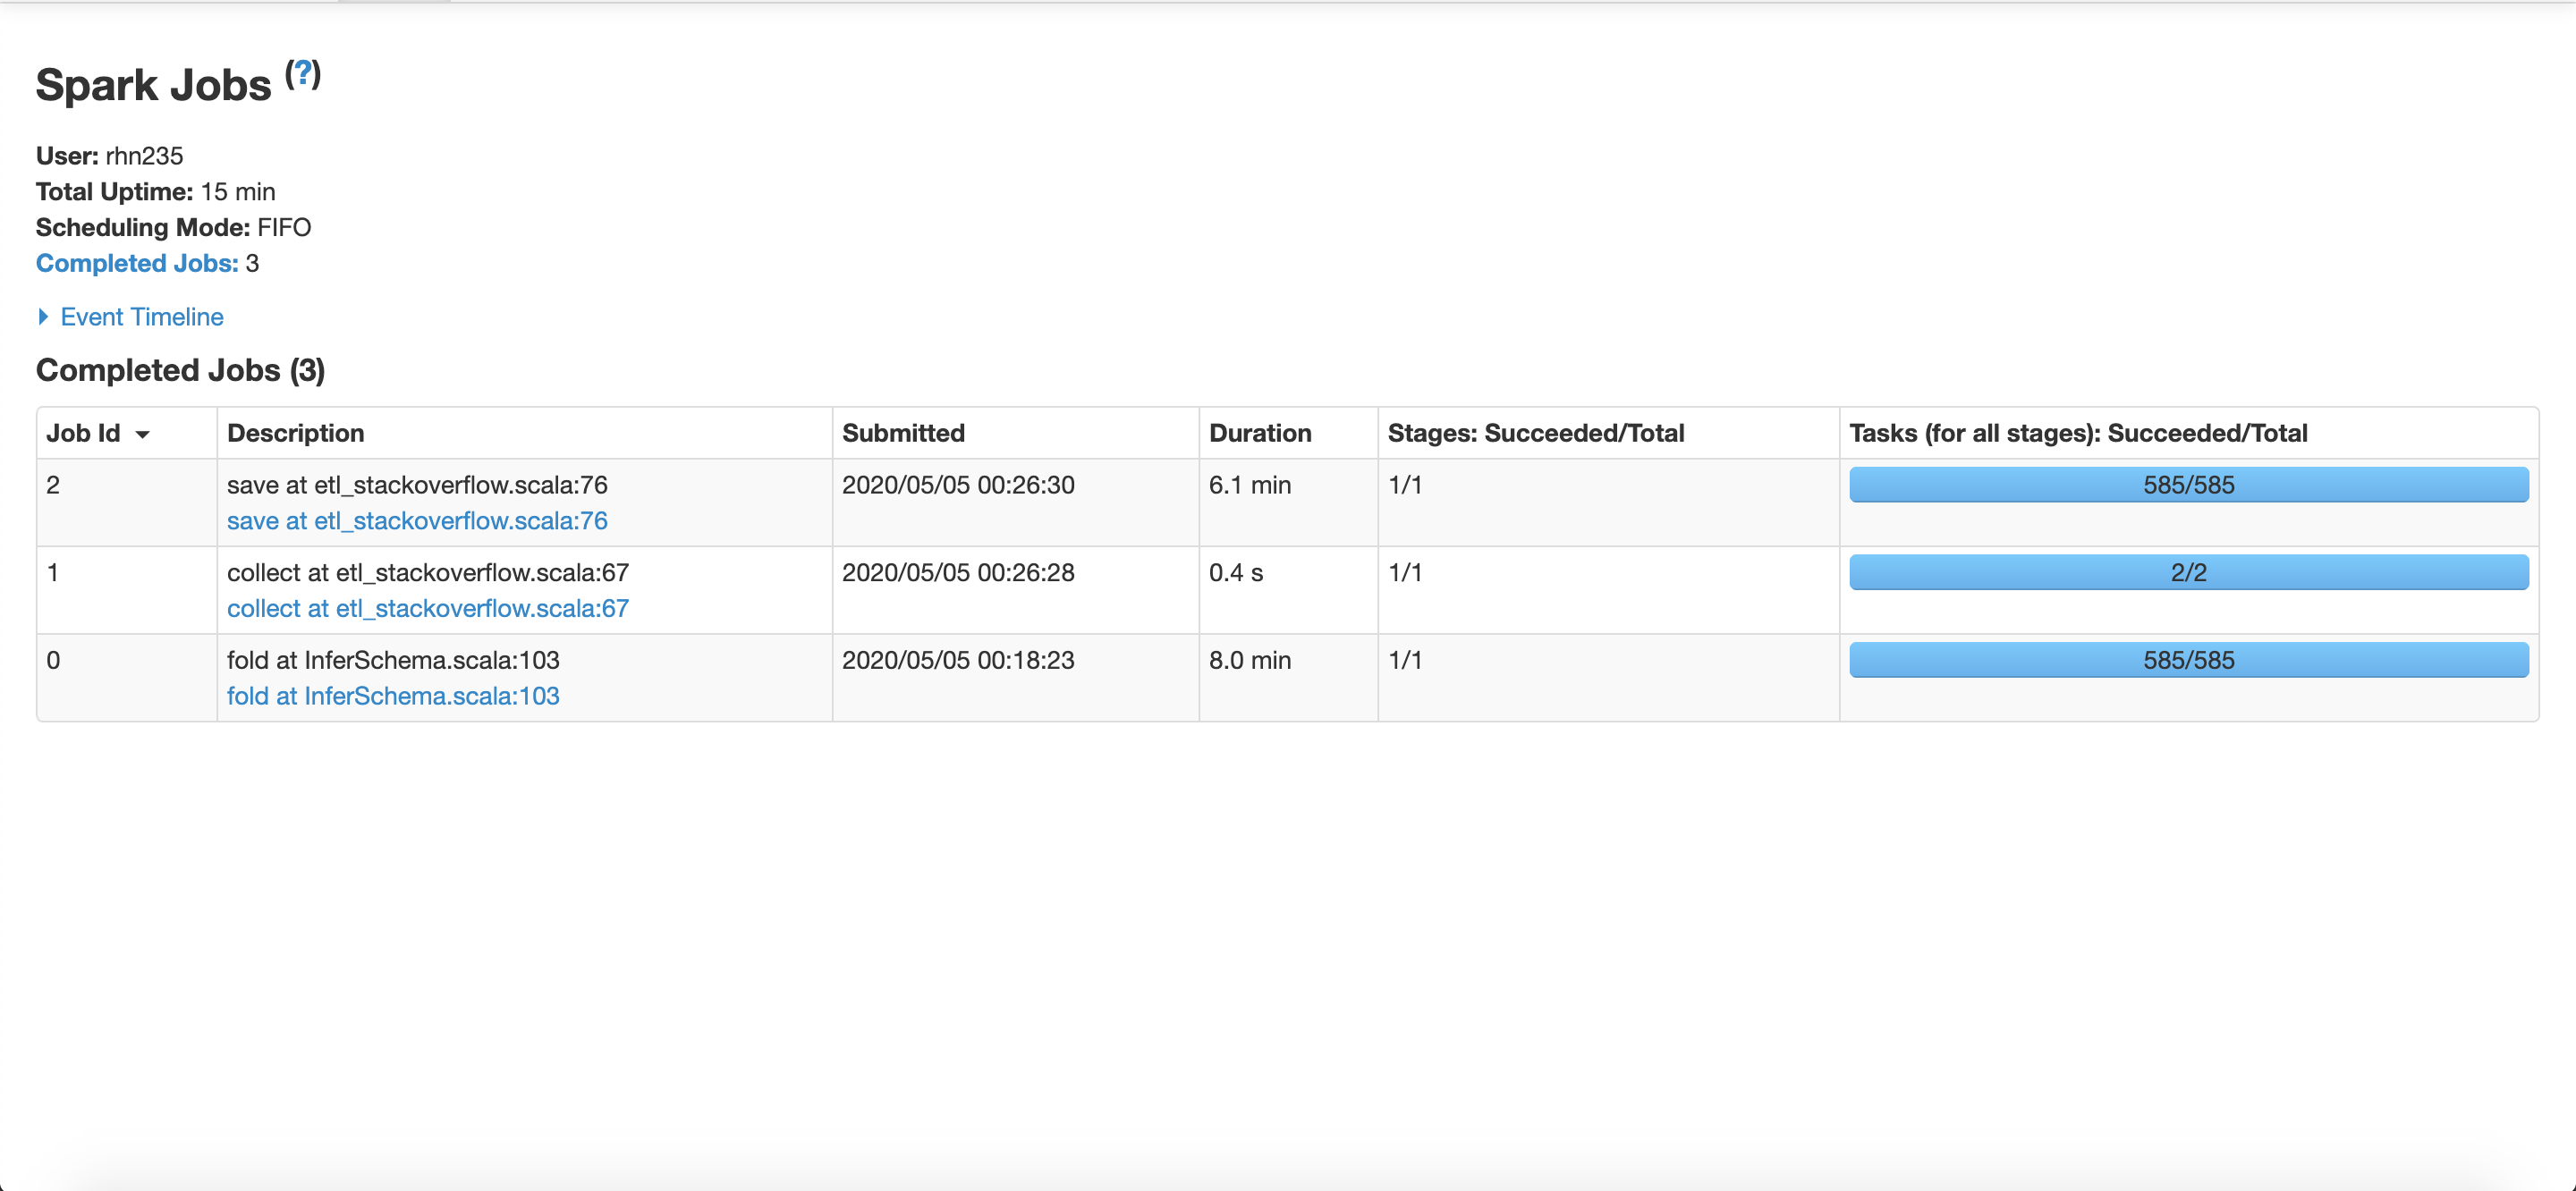 Spark Jobs (?)
User: rhn235
Total Uptime: 15 min
Scheduling Mode: FIFO
Completed Jobs: 3
Event Timeline
Completed Jobs (3)
Job Id Description Submitted Duration Stages: Succeeded/Total Tasks (for all stages): Succeeded/Total
2 save at etl_stackoverflow.scala:76 2020/05/05 00:26:30 6.1 min 1/1 585/585
save at etl_stackoverflow.scala:76
1 collect at etl_stackoverflow.scala:67 2020/05/05 00:26:28 0.4 s 1/1 2/2
collect at etl_stackoverflow.scala:67
0 fold at InferSchema.scala:103 2020/05/05 00:18:23 8.0 min 1/1 585/585
fold at InferSchema.scala:103